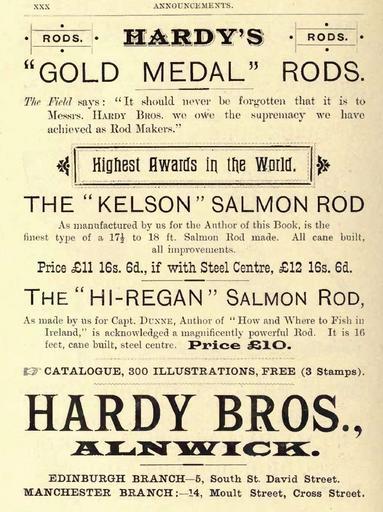 xxx ANNOUNCEMENTS.
RODS. HARDY'S RODS.
"GOLD MEDAL" RODS.
The Field says: "It should never be forgotten that it is to
Messrs. HARDY BROS. we owe the supremacy we have
achieved as Rod Makers."
Highest Awards in the World.
THE "KELSON" SALMON ROD
As manufactured by us for the Author of this Book, is the
finest type of a 17½ to 18 ft. Salmon Rod made. All cane built,
all improvements.
Price £11 16s. 6d., if with Steel Centre, £12 16s. 6d.
THE "HI-REGAN" SALMON ROD,
As made by us for Capt. DUNNE, Author of "How and Where to Fish in
Ireland," is acknowledged a magnificently powerful Rod. It is 16
feet, cane built, steel centre. Price £10.
☞ CATALOGUE, 300 ILLUSTRATIONS, FREE (3 Stamps).
HARDY BROS.,
ALNWICK.
EDINBURGH BRANCH—5, South St. David Street.
MANCHESTER BRANCH:—14, Moult Street, Cross Street.